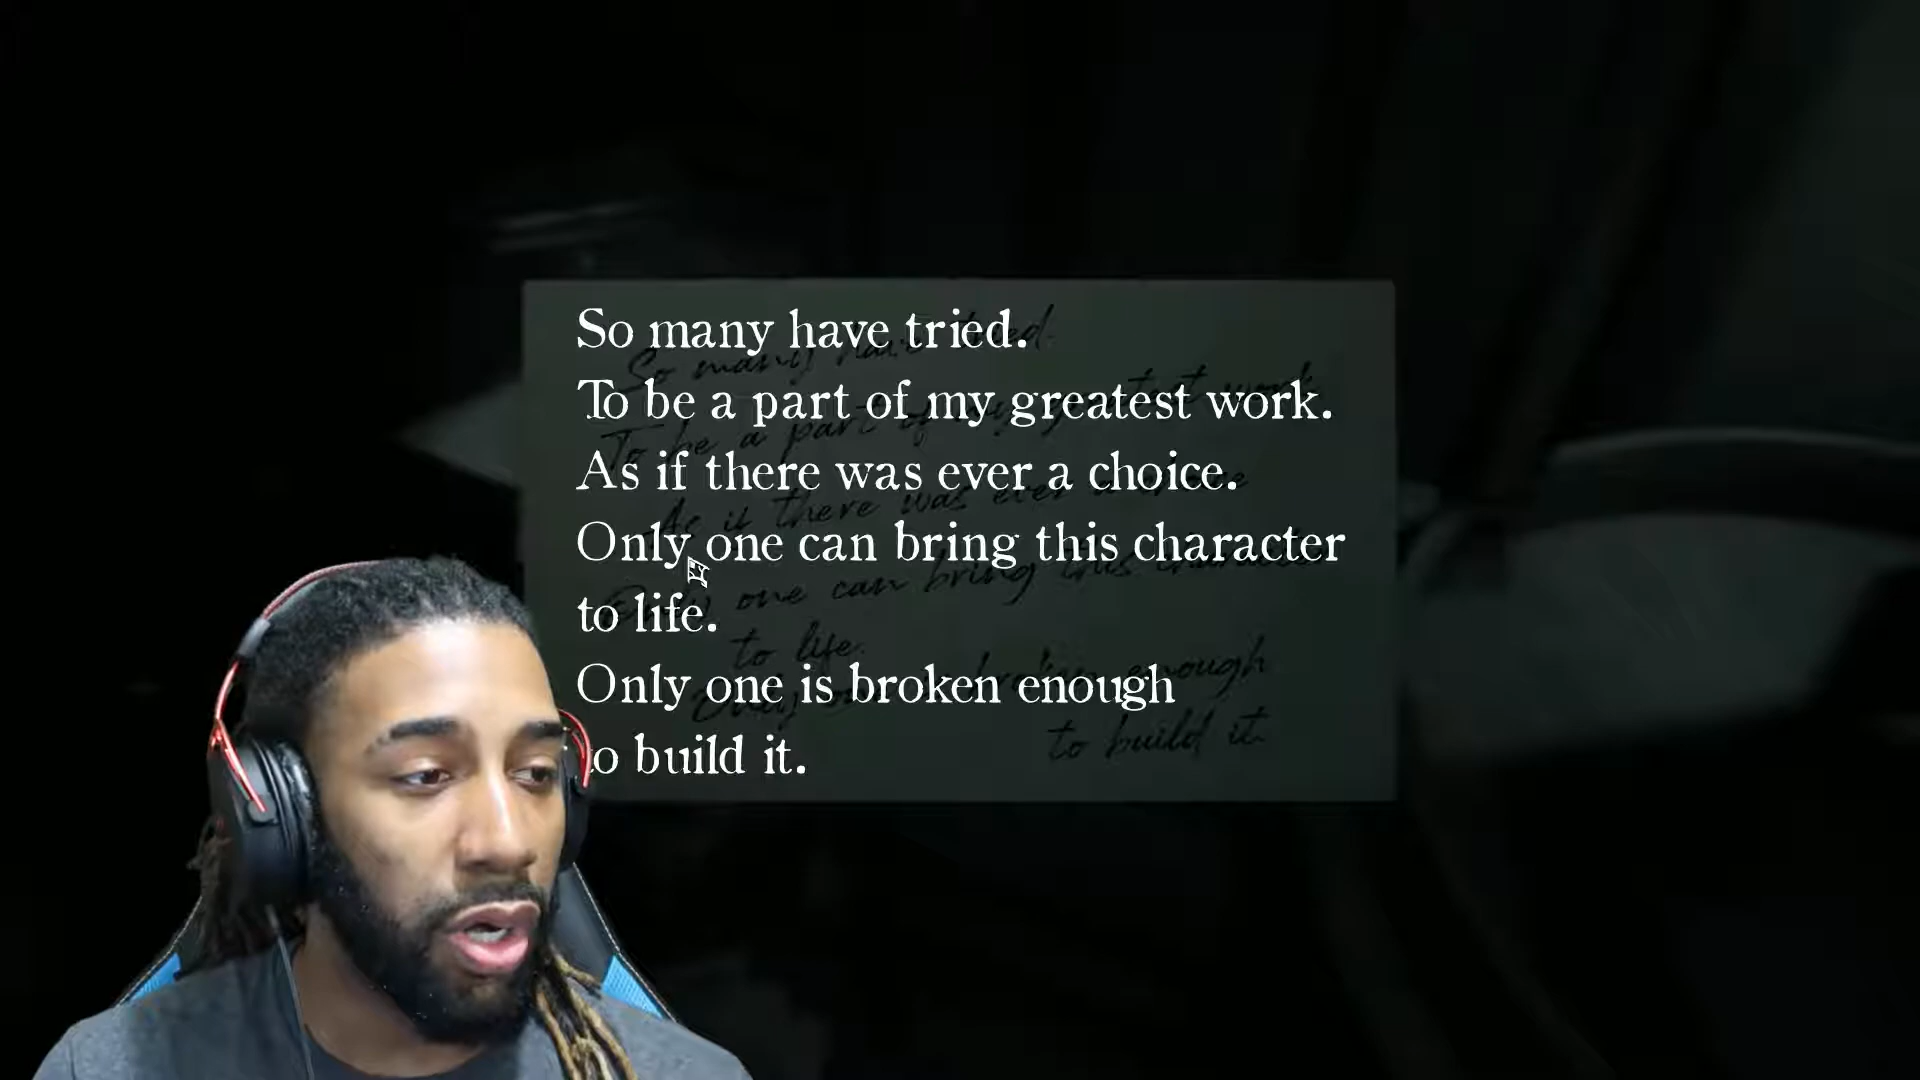 So many have tried.
To be a part of my greatest work.
As if there was ever a choice.
Only one can bring this character
to life.
Only one is broken enough
to build it.